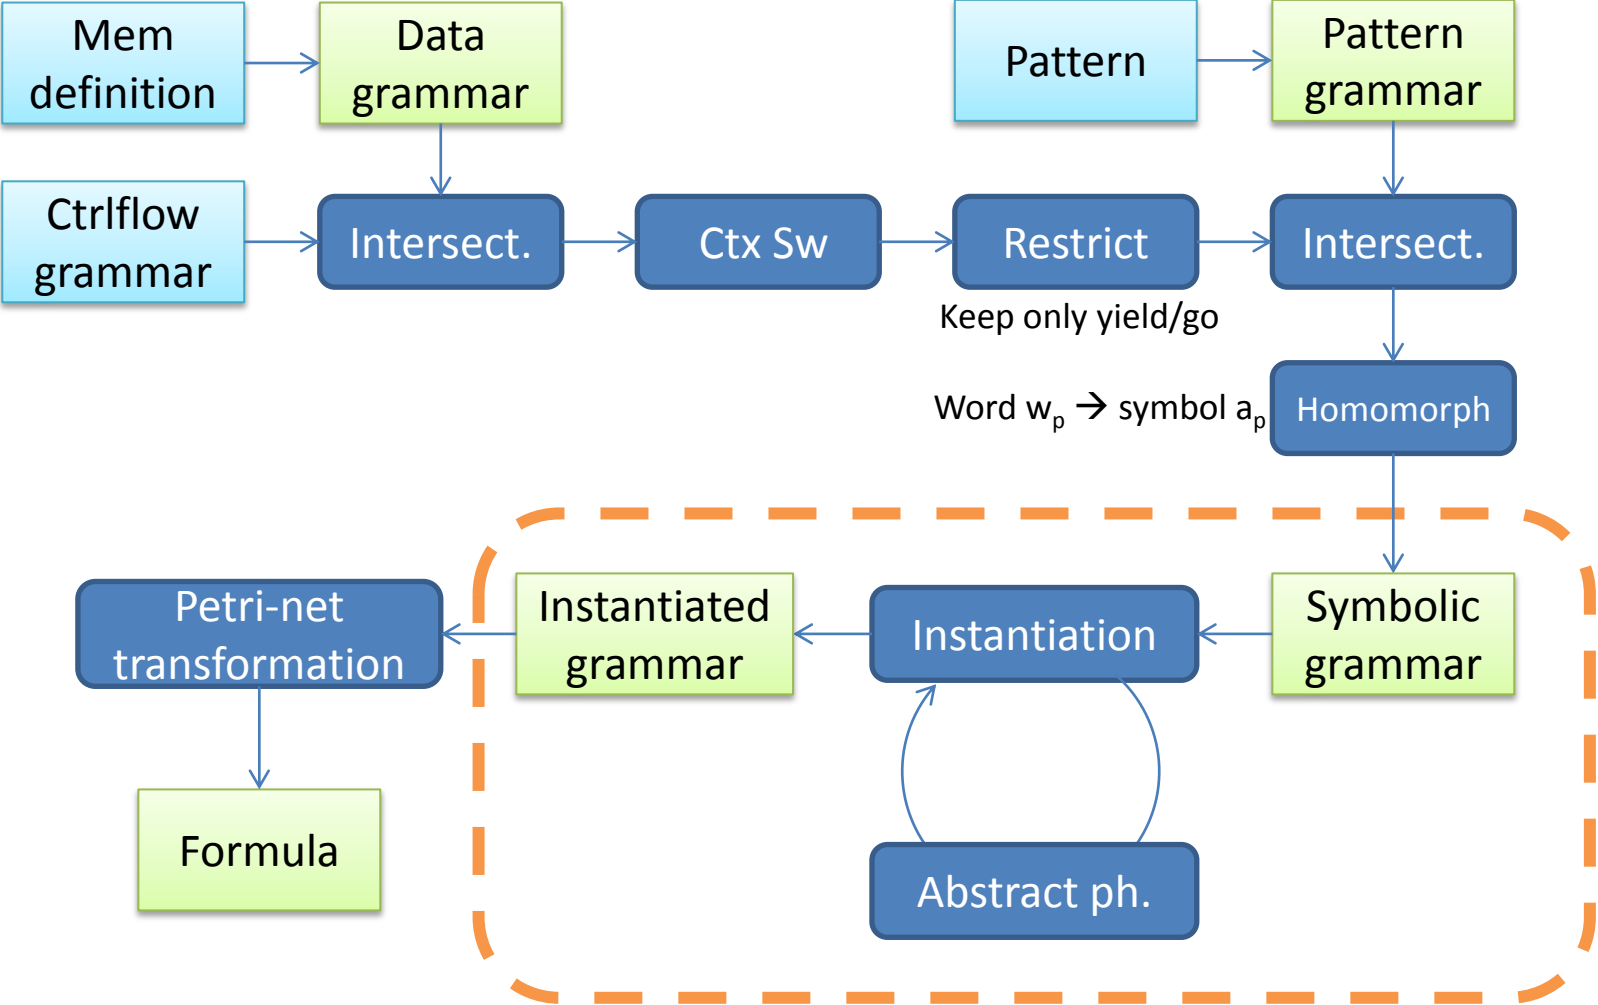 Mem
definition
Data
grammar
Pattern
Pattern
grammar
Ctrlflow
grammar
Intersect.
Ctx Sw
Restrict
Intersect.
Keep only yield/go
Word wp → symbol ap
Homomorph
Petri-net
transformation
Instantiated
grammar
Instantiation
Symbolic
grammar
Formula
Abstract ph.